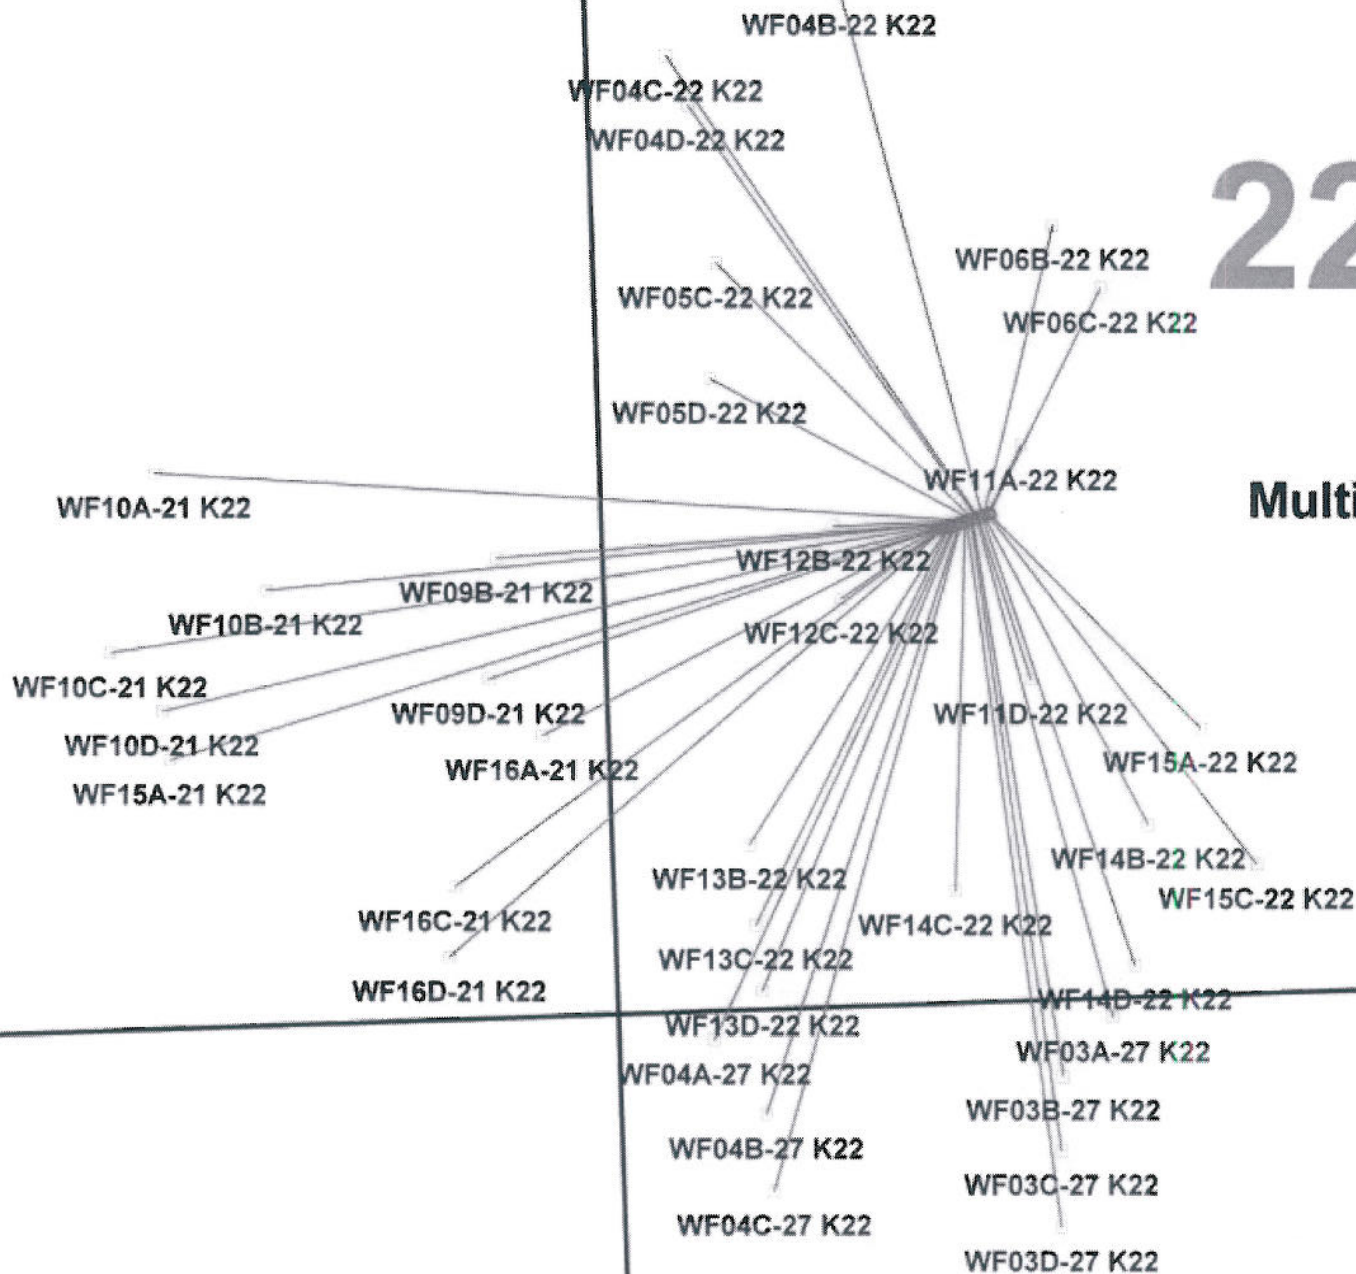 WF04B-22 K22
WF04C-22 K22
WF04D-22 K22
22
WF06B-22 K22
WF05C-22 K22
WF06C-22 K22
WF05D-22 K22
WF11A-22 K22
Multi
WF10A-21 K22
WF12B-22 K22
WF09B-21 K22
WF10B-21 K22
WF12C-22 K22
WF10C-21 K22
WF09D-21 K22
WF11D-22 K22
WF10D-21 K22
WF15A-22 K22
WF16A-21 K22
WF15A-21 K22
WF14B-22 K22
WF13B-22 K22
WF15C-22 K22
WF16C-21 K22
WF14C-22 K22
WF13C-22 K22
WF16D-21 K22
WF14D-22 K22
WF13D-22 K22
WF03A-27 K22
WF04A-27 K22
WF03B-27 K22
WF04B-27 K22
WF03C-27 K22
WF04C-27 K22
WF03D-27 K22